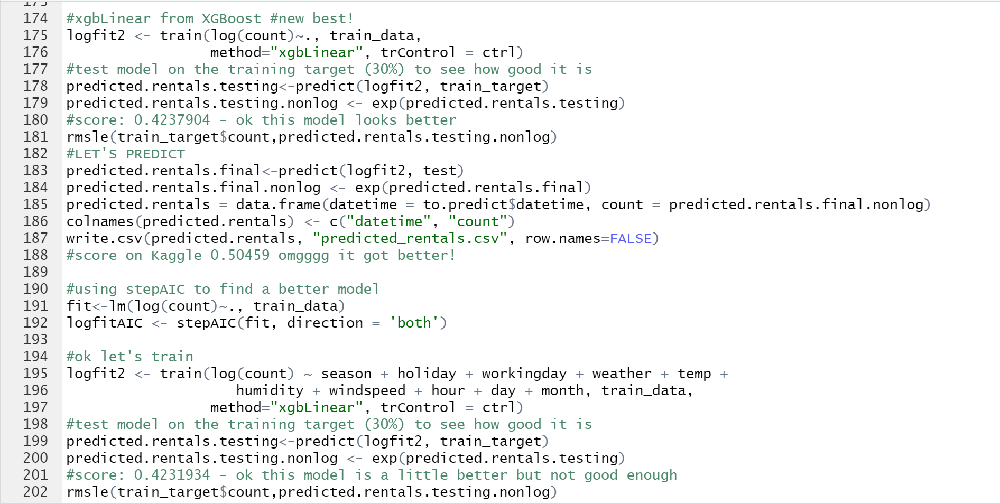 174 #xgbLinear from XGBoost #new best!
175 logfit2 <- train(log(count)~., train_data,
176                  method="xgbLinear", trControl = ctrl)
177 #test model on the training target (30%) to see how good it is
178 predicted.rentals.testing<-predict(logfit2, train_target)
179 predicted.rentals.testing.nonlog <- exp(predicted.rentals.testing)
180 #score: 0.4237904 - ok this model looks better
181 rmsle(train_target$count,predicted.rentals.testing.nonlog)
182 #LET'S PREDICT
183 predicted.rentals.final<-predict(logfit2, test)
184 predicted.rentals.final.nonlog <- exp(predicted.rentals.final)
185 predicted.rentals = data.frame(datetime = to.predict$datetime, count = predicted.rentals.final.nonlog)
186 colnames(predicted.rentals) <- c("datetime", "count")
187 write.csv(predicted.rentals, "predicted_rentals.csv", row.names=FALSE)
188 #score on Kaggle 0.50459 omgggg it got better!
189
190 #using stepAIC to find a better model
191 fit<-lm(log(count)~., train_data)
192 logfitAIC <- stepAIC(fit, direction = 'both')
193
194 #ok let's train
195 logfit2 <- train(log(count) ~ season + holiday + workingday + weather + temp +
196                     humidity + windspeed + hour + day + month, train_data,
197                  method="xgbLinear", trControl = ctrl)
198 #test model on the training target (30%) to see how good it is
199 predicted.rentals.testing<-predict(logfit2, train_target)
200 predicted.rentals.testing.nonlog <- exp(predicted.rentals.testing)
201 #score: 0.4231934 - ok this model is a little better but not good enough
202 rmsle(train_target$count,predicted.rentals.testing.nonlog)